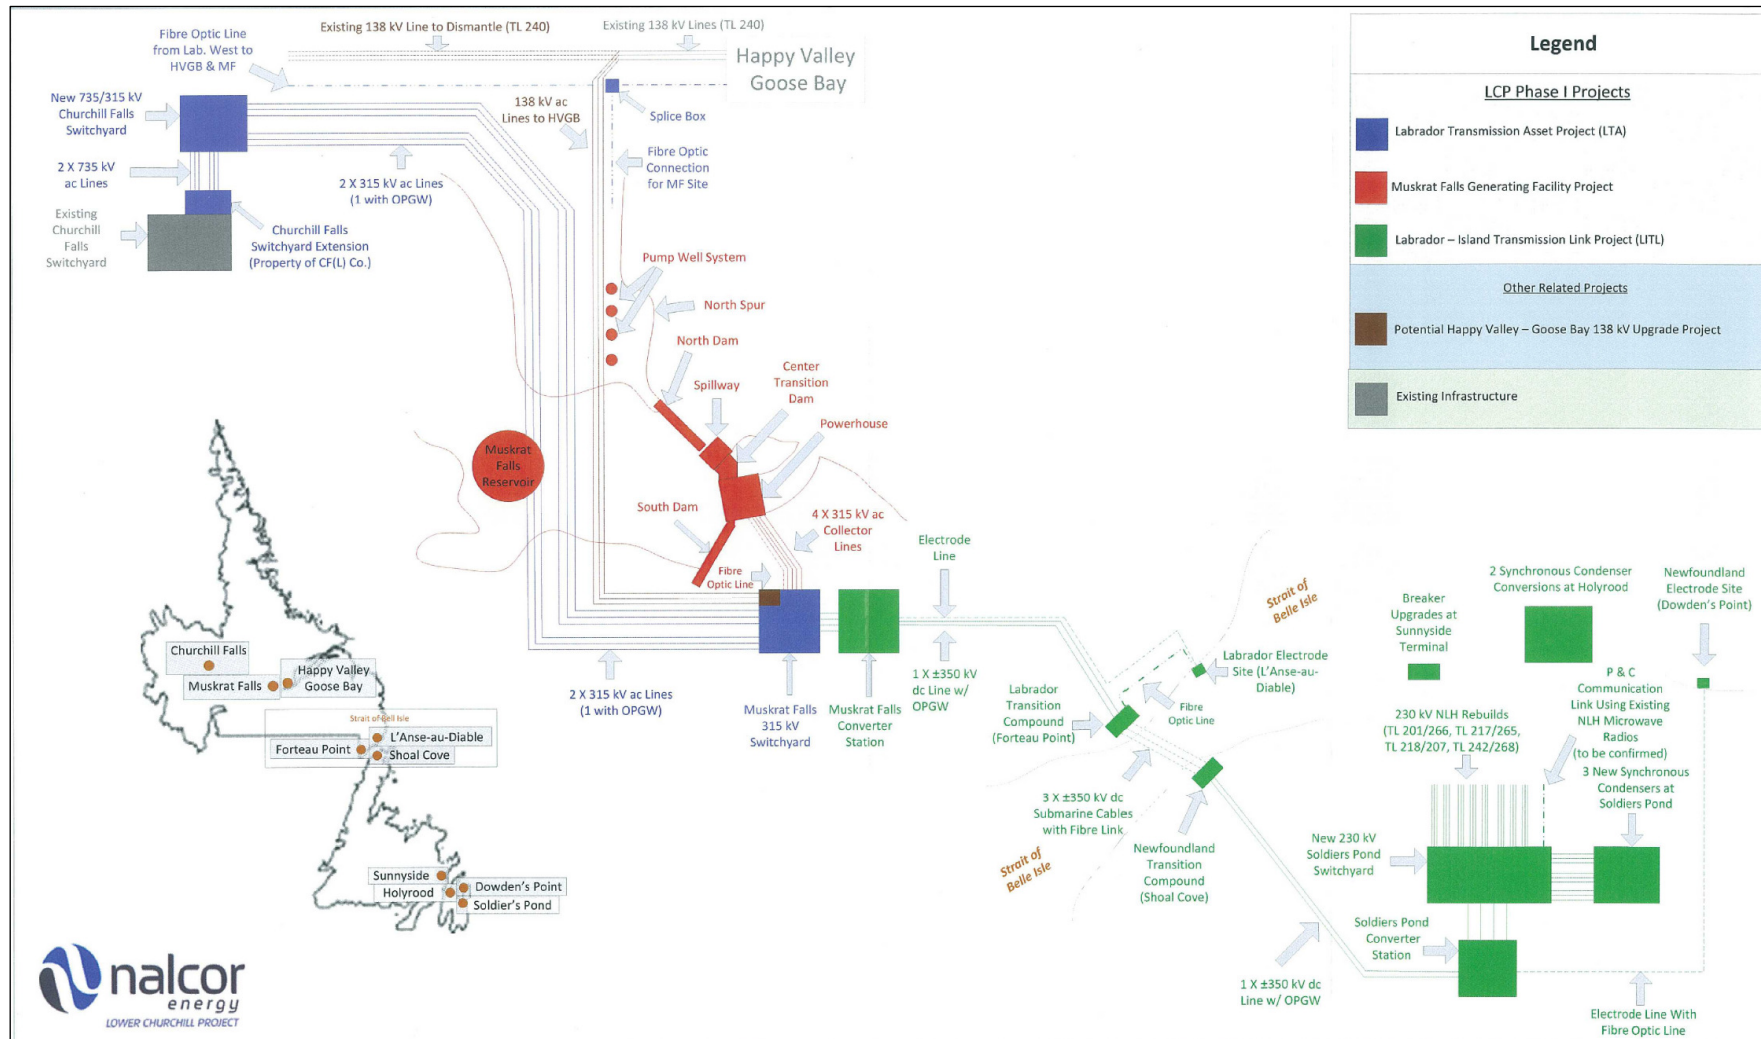 Existing 138 kV Line to Dismantle (TL 240)
Existing 138 kV Lines (TL 240)
Happy Valley
Goose Bay
Fibre Optic Line
from Lab. West to
HVGB & MF
New 735/315 kV
Churchill Falls
Switchyard
2 X 735 kV
ac Lines
Existing
Churchill
Falls
Switchyard
Churchill Falls
Switchyard Extension
(Property of CF(L) Co.)
2 X 315 kV ac Lines
(1 with OPGW)
138 kV ac
Lines to HVGB
Splice Box
Fibre Optic
Connection
for MF Site
Pump Well System
North Spur
North Dam
Spillway
Center
Transition
Dam
Powerhouse
Muskrat
Falls
Reservoir
South Dam
4 X 315 kV ac
Collector
Lines
Fibre
Optic Line
2 X 315 kV ac Lines
(1 with OPGW)
Muskrat Falls
315 kV
Switchyard
Muskrat Falls
Converter
Station
Electrode
Line
1 X ±350 kV
dc Line w/
OPGW
Labrador
Transition
Compound
(Forteau Point)
Strait of
Belle Isle
Labrador Electrode
Site (L'Anse-au-
Diable)
Fibre
Optic Line
3 X ±350 kV dc
Submarine Cables
with Fibre Link
Strait of
Belle Isle
Newfoundland
Transition
Compound
(Shoal Cove)
1 X ±350 kV dc
Line w/ OPGW
Breaker
Upgrades at
Sunnyside
Terminal
2 Synchronous Condenser
Conversions at Holyrood
Newfoundland
Electrode Site
(Dowden's Point)
230 kV NLH Rebuilds
(TL 201/266, TL 217/265,
TL 218/207, TL 242/268)
P & C
Communication
Link Using Existing
NLH Microwave
Radios
(to be confirmed)
3 New Synchronous
Condensers at
Soldiers Pond
New 230 kV
Soldiers Pond
Switchyard
Soldiers Pond
Converter
Station
Electrode Line With
Fibre Optic Line
Legend
LCP Phase I Projects
Labrador Transmission Asset Project (LTA)
Muskrat Falls Generating Facility Project
Labrador – Island Transmission Link Project (LITL)
Other Related Projects
Potential Happy Valley – Goose Bay 138 kV Upgrade Project
Existing Infrastructure
Churchill Falls
Muskrat Falls
Happy Valley
Goose Bay
Strait of Bell Isle
L'Anse-au-Diable
Forteau Point
Shoal Cove
Sunnyside
Holyrood
Dowden's Point
Soldier's Pond
nalcor
energy
LOWER CHURCHILL PROJECT